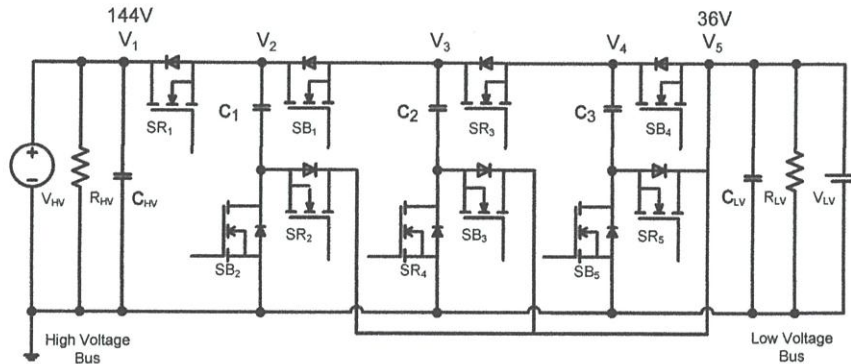 144V
36V
V1
V2
V3
V4
V5
C1
SB1
C2
SR3
C3
SB4
SR1
+
-
VHV
RHV
CHV
SB2
SR2
SR4
SB3
SB5
SR5
CLV
RLV
VLV
High Voltage
Bus
Low Voltage
Bus